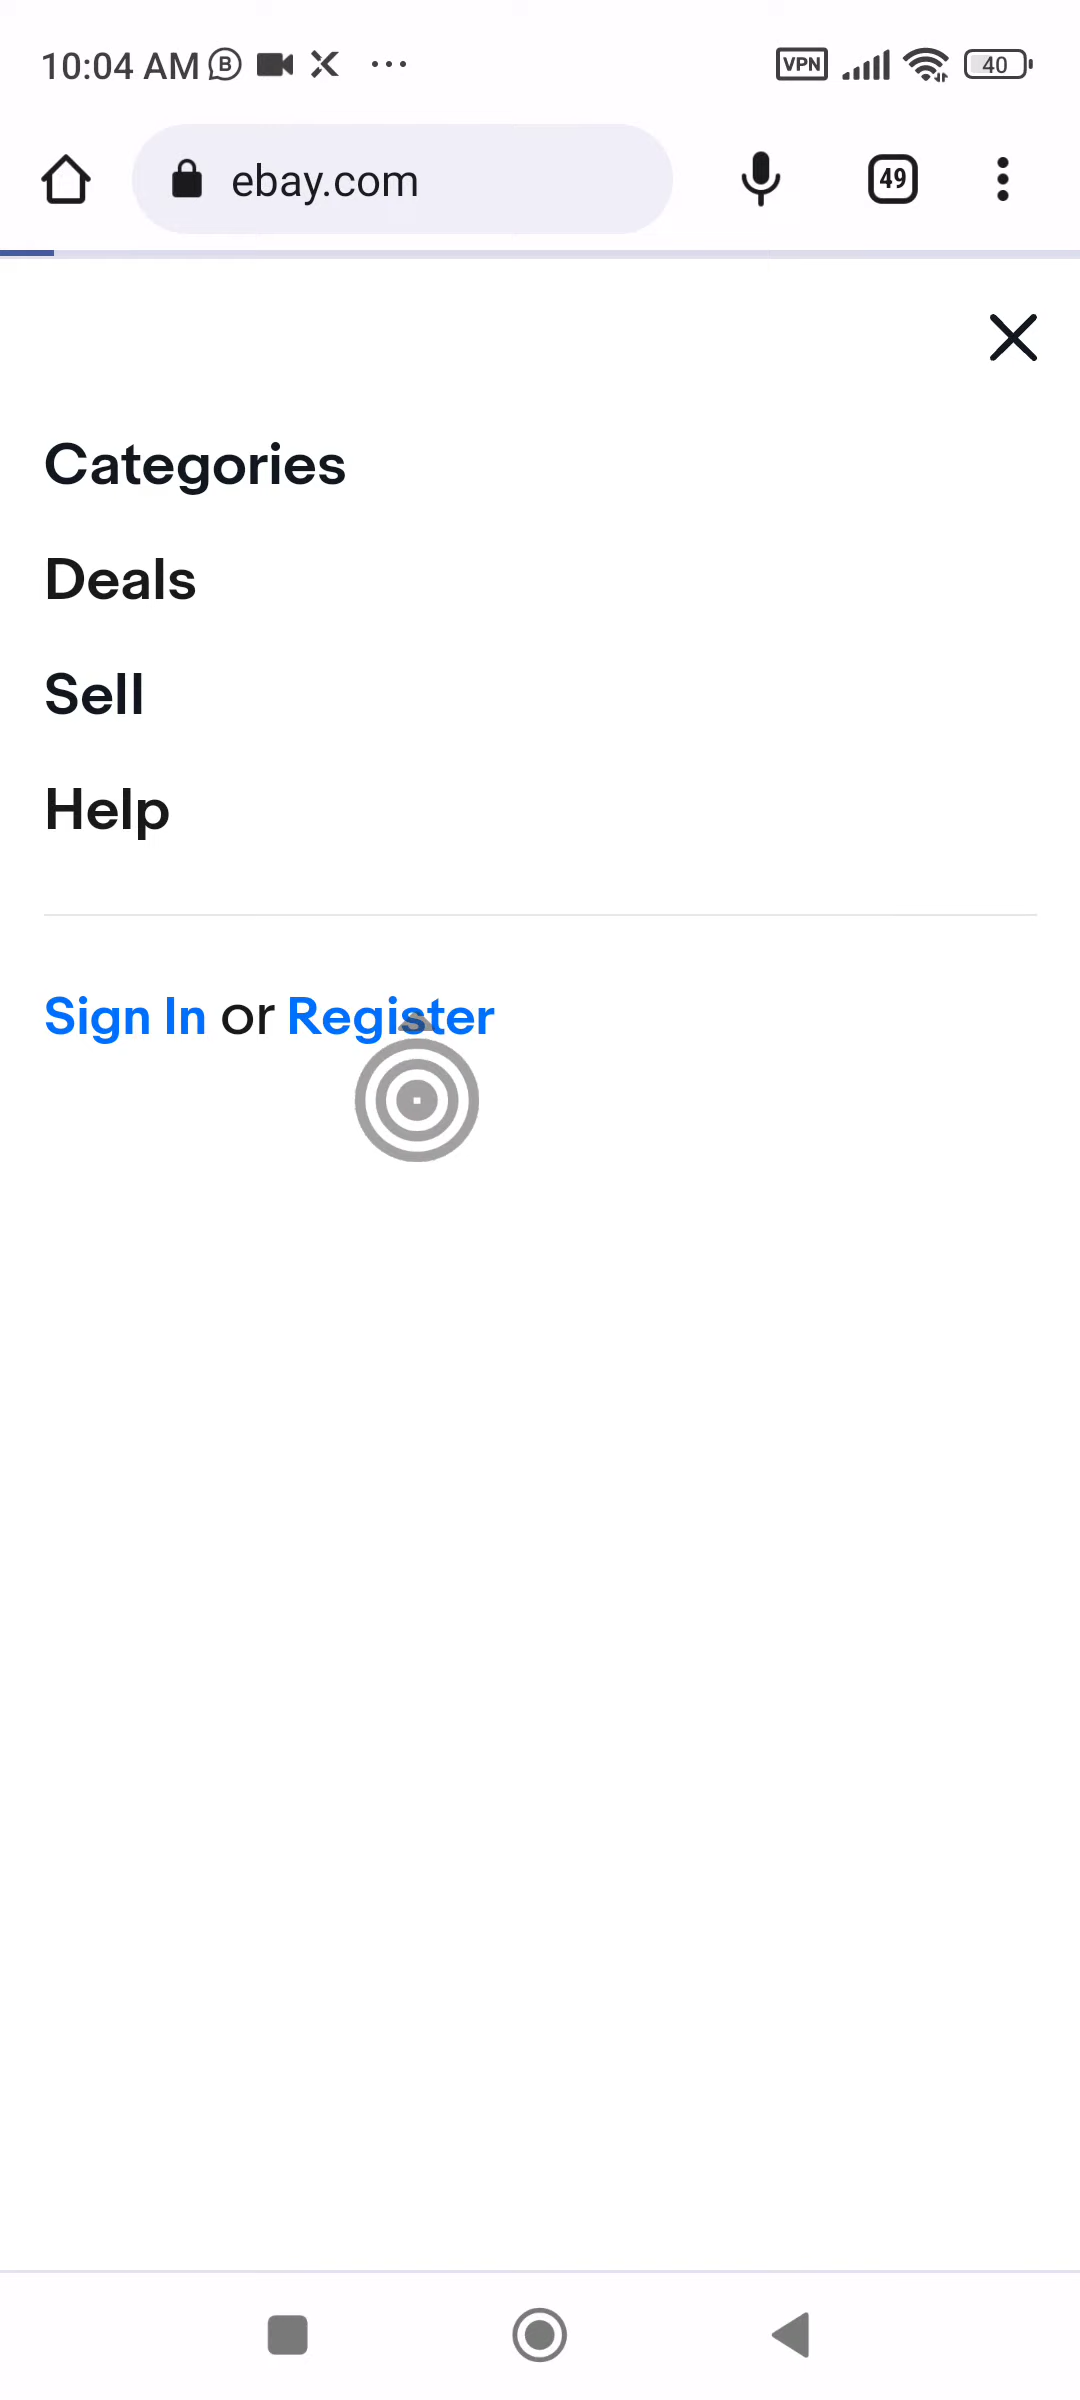 10:04 AM B VPN 40
ebay.com 49
Categories
Deals
Sell
Help
Sign In or Register